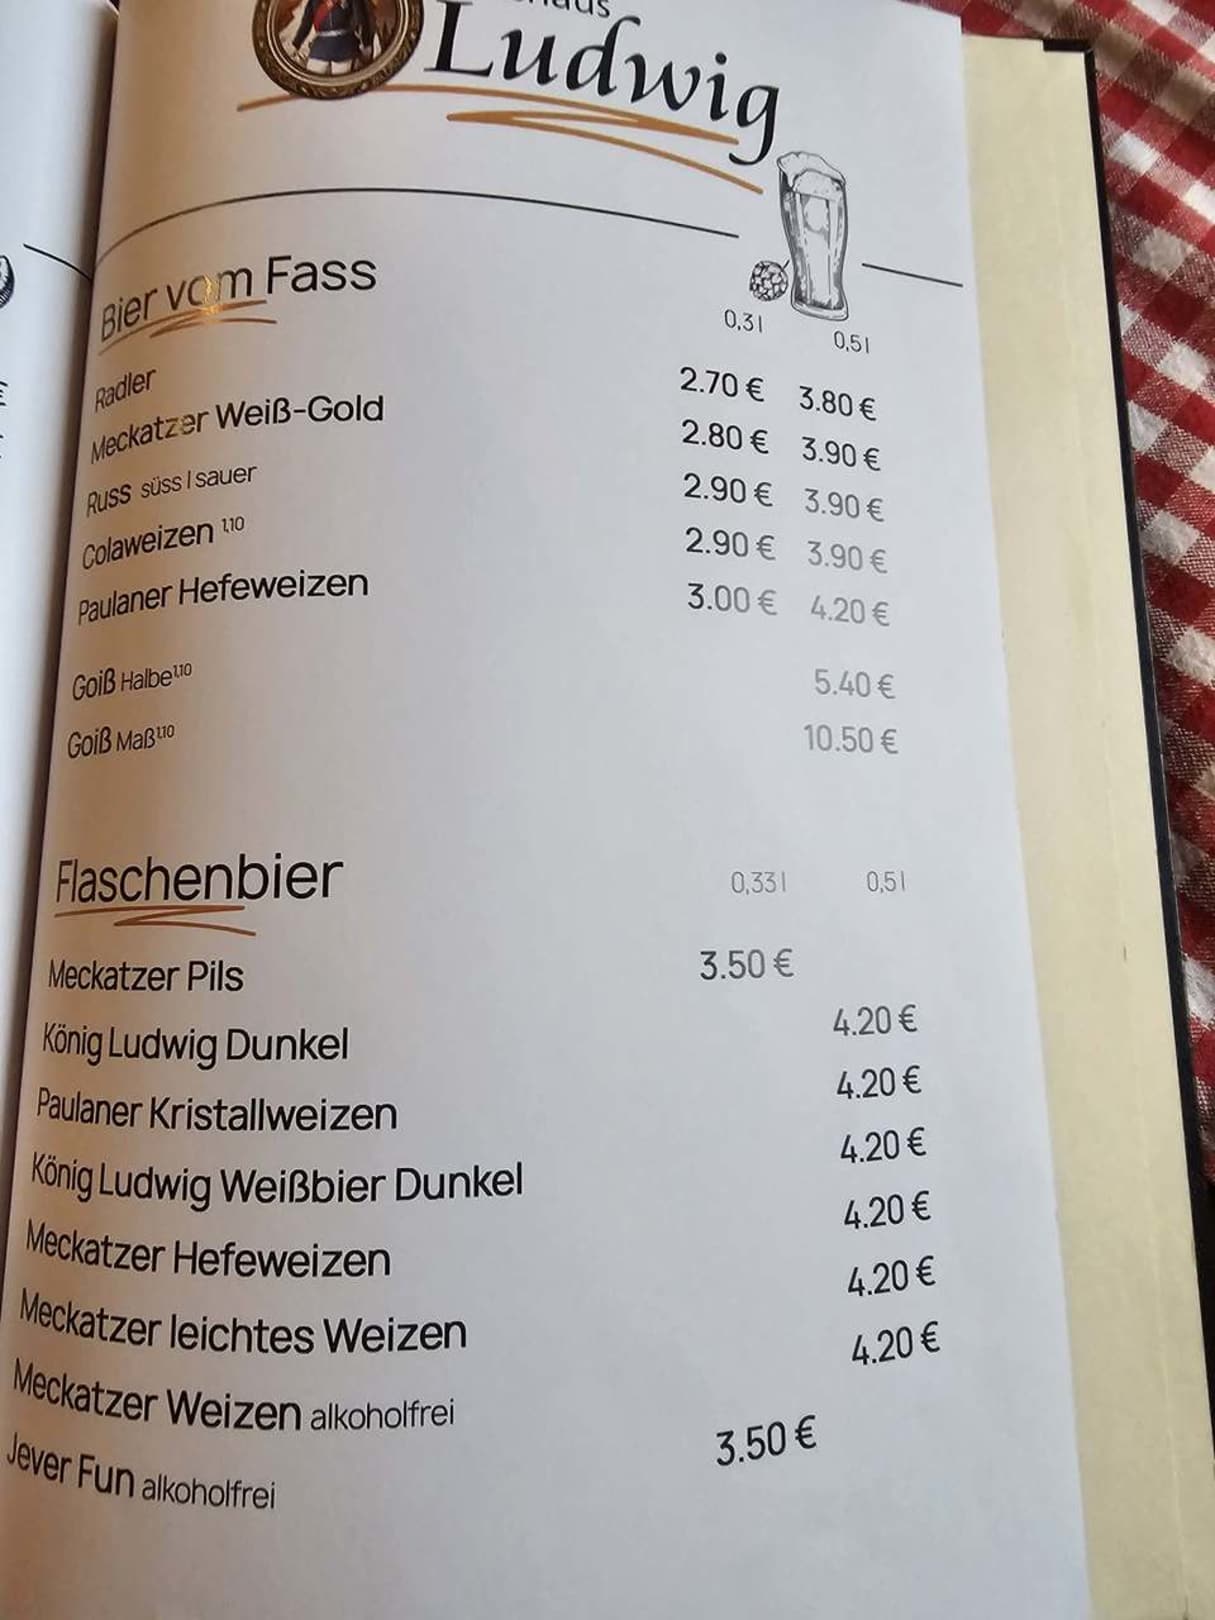 Ludwig
Bier vom Fass
0,3 l 0,5 l
Radler 2.70 € 3.80 €
Meckatzer Weiß-Gold 2.80 € 3.90 €
Russ süss | sauer 2.90 € 3.90 €
Colaweizen 1,10 2.90 € 3.90 €
Paulaner Hefeweizen 3.00 € 4.20 €
Goiß Halbe 1,10 5.40 €
Goiß Maß 1,10 10.50 €
Flaschenbier 0,33 l 0,5 l
Meckatzer Pils 3.50 €
König Ludwig Dunkel 4.20 €
Paulaner Kristallweizen 4.20 €
König Ludwig Weißbier Dunkel 4.20 €
Meckatzer Hefeweizen 4.20 €
Meckatzer leichtes Weizen 4.20 €
Meckatzer Weizen alkoholfrei 4.20 €
Jever Fun alkoholfrei 3.50 €